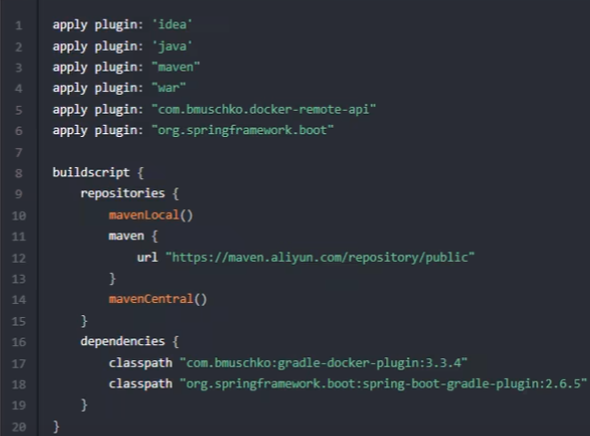 1 apply plugin: 'idea'
2 apply plugin: 'java'
3 apply plugin: "maven"
4 apply plugin: "war"
5 apply plugin: "com.bmuschko.docker-remote-api"
6 apply plugin: "org.springframework.boot"
7
8 buildscript {
9     repositories {
10         mavenLocal()
11         maven {
12             url "https://maven.aliyun.com/repository/public"
13         }
14         mavenCentral()
15     }
16     dependencies {
17         classpath "com.bmuschko:gradle-docker-plugin:3.3.4"
18         classpath "org.springframework.boot:spring-boot-gradle-plugin:2.6.5"
19     }
20 }